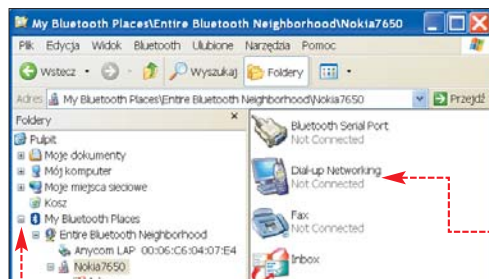 My Bluetooth Places\Entire Bluetooth Neighborhood\Nokia7650
Plik Edycja Widok Bluetooth Ulubione Narzędzia Pomoc
Wstecz Wyszukaj Foldery
Adres My Bluetooth Places\Entire Bluetooth Neighborhood\Nokia7650 Przejdź
Foldery x
Pulpit
Moje dokumenty
Mój komputer
Moje miejsca sieciowe
Kosz
My Bluetooth Places
Entire Bluetooth Neighborhood
Anycom LAP 00:06:C6:04:07:E4
Nokia7650
Bluetooth Serial Port
Not Connected
Dial-up Networking
Not Connected
Fax
Not Connected
Inbox